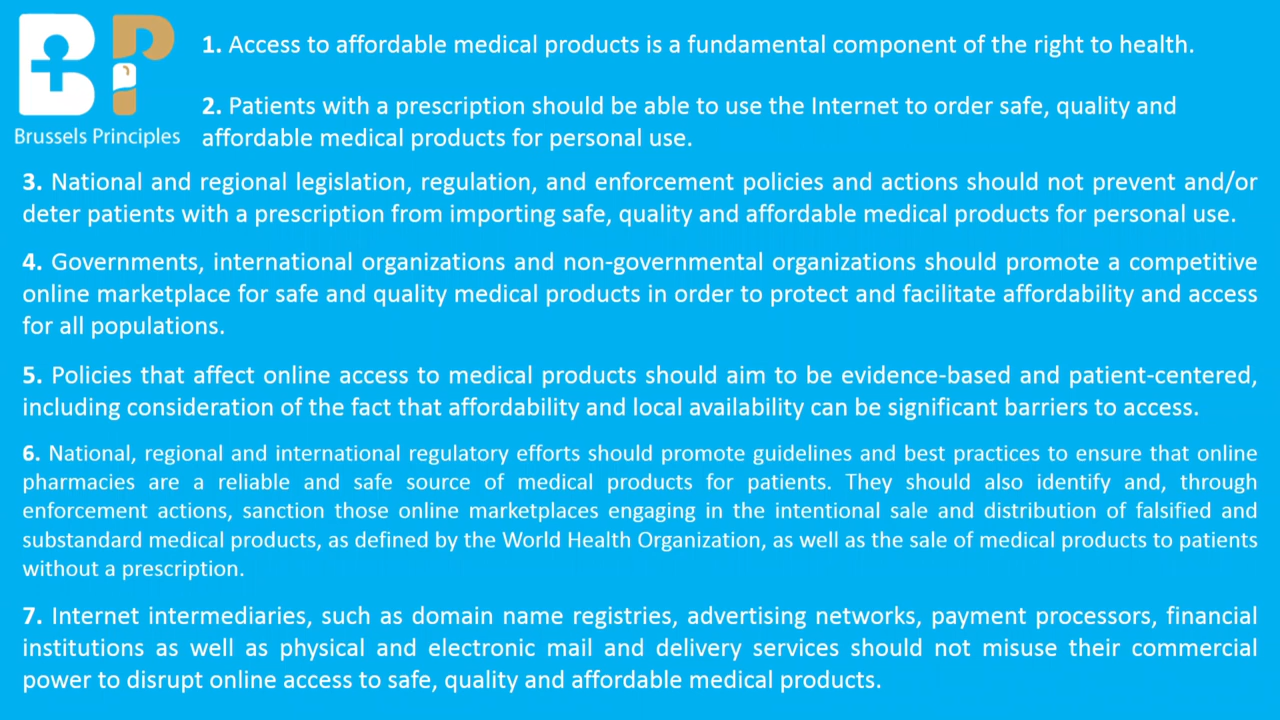 BP
Brussels Principles
1. Access to affordable medical products is a fundamental component of the right to health.
2. Patients with a prescription should be able to use the Internet to order safe, quality and
affordable medical products for personal use.
3. National and regional legislation, regulation, and enforcement policies and actions should not prevent and/or
deter patients with a prescription from importing safe, quality and affordable medical products for personal use.
4. Governments, international organizations and non-governmental organizations should promote a competitive
online marketplace for safe and quality medical products in order to protect and facilitate affordability and access
for all populations.
5. Policies that affect online access to medical products should aim to be evidence-based and patient-centered,
including consideration of the fact that affordability and local availability can be significant barriers to access.
6. National, regional and international regulatory efforts should promote guidelines and best practices to ensure that online
pharmacies are a reliable and safe source of medical products for patients. They should also identify and, through
enforcement actions, sanction those online marketplaces engaging in the intentional sale and distribution of falsified and
substandard medical products, as defined by the World Health Organization, as well as the sale of medical products to patients
without a prescription.
7. Internet intermediaries, such as domain name registries, advertising networks, payment processors, financial
institutions as well as physical and electronic mail and delivery services should not misuse their commercial
power to disrupt online access to safe, quality and affordable medical products.